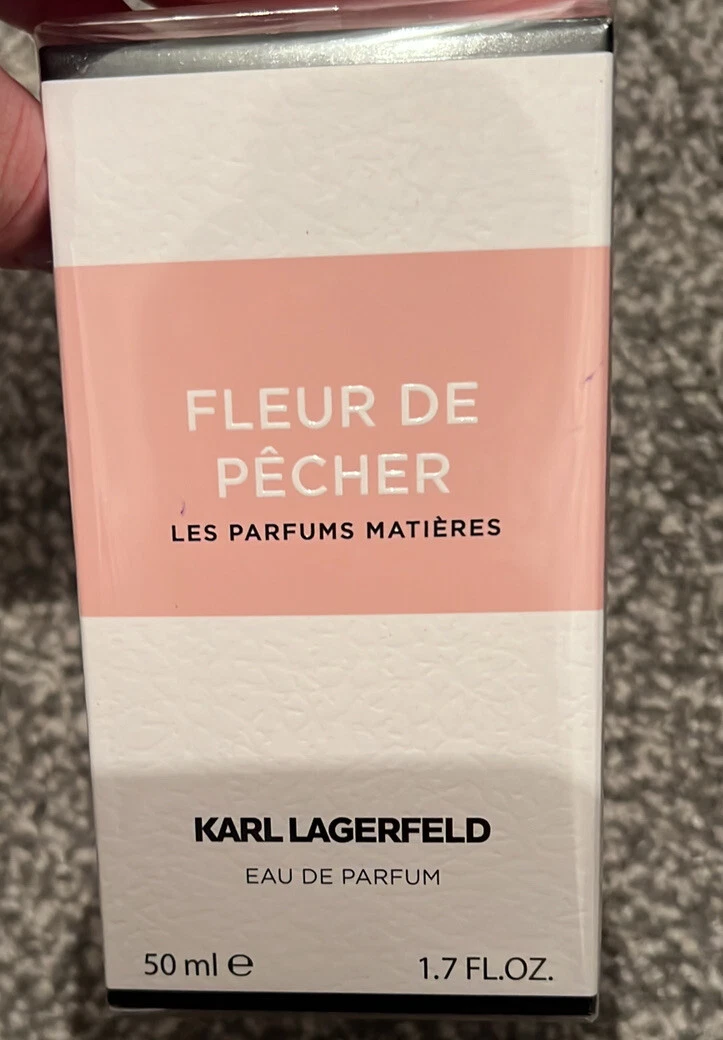 FLEUR DE
PÊCHER
LES PARFUMS MATIÈRES
KARL LAGERFELD
EAU DE PARFUM
50 ml ℮ 1.7 FL.OZ.